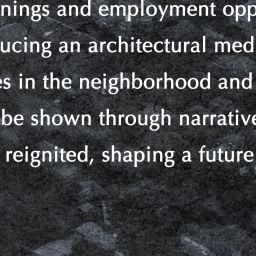 nings and employment opp
ucing an architectural med
es in the neighborhood and
be shown through narrative
reignited, shaping a future